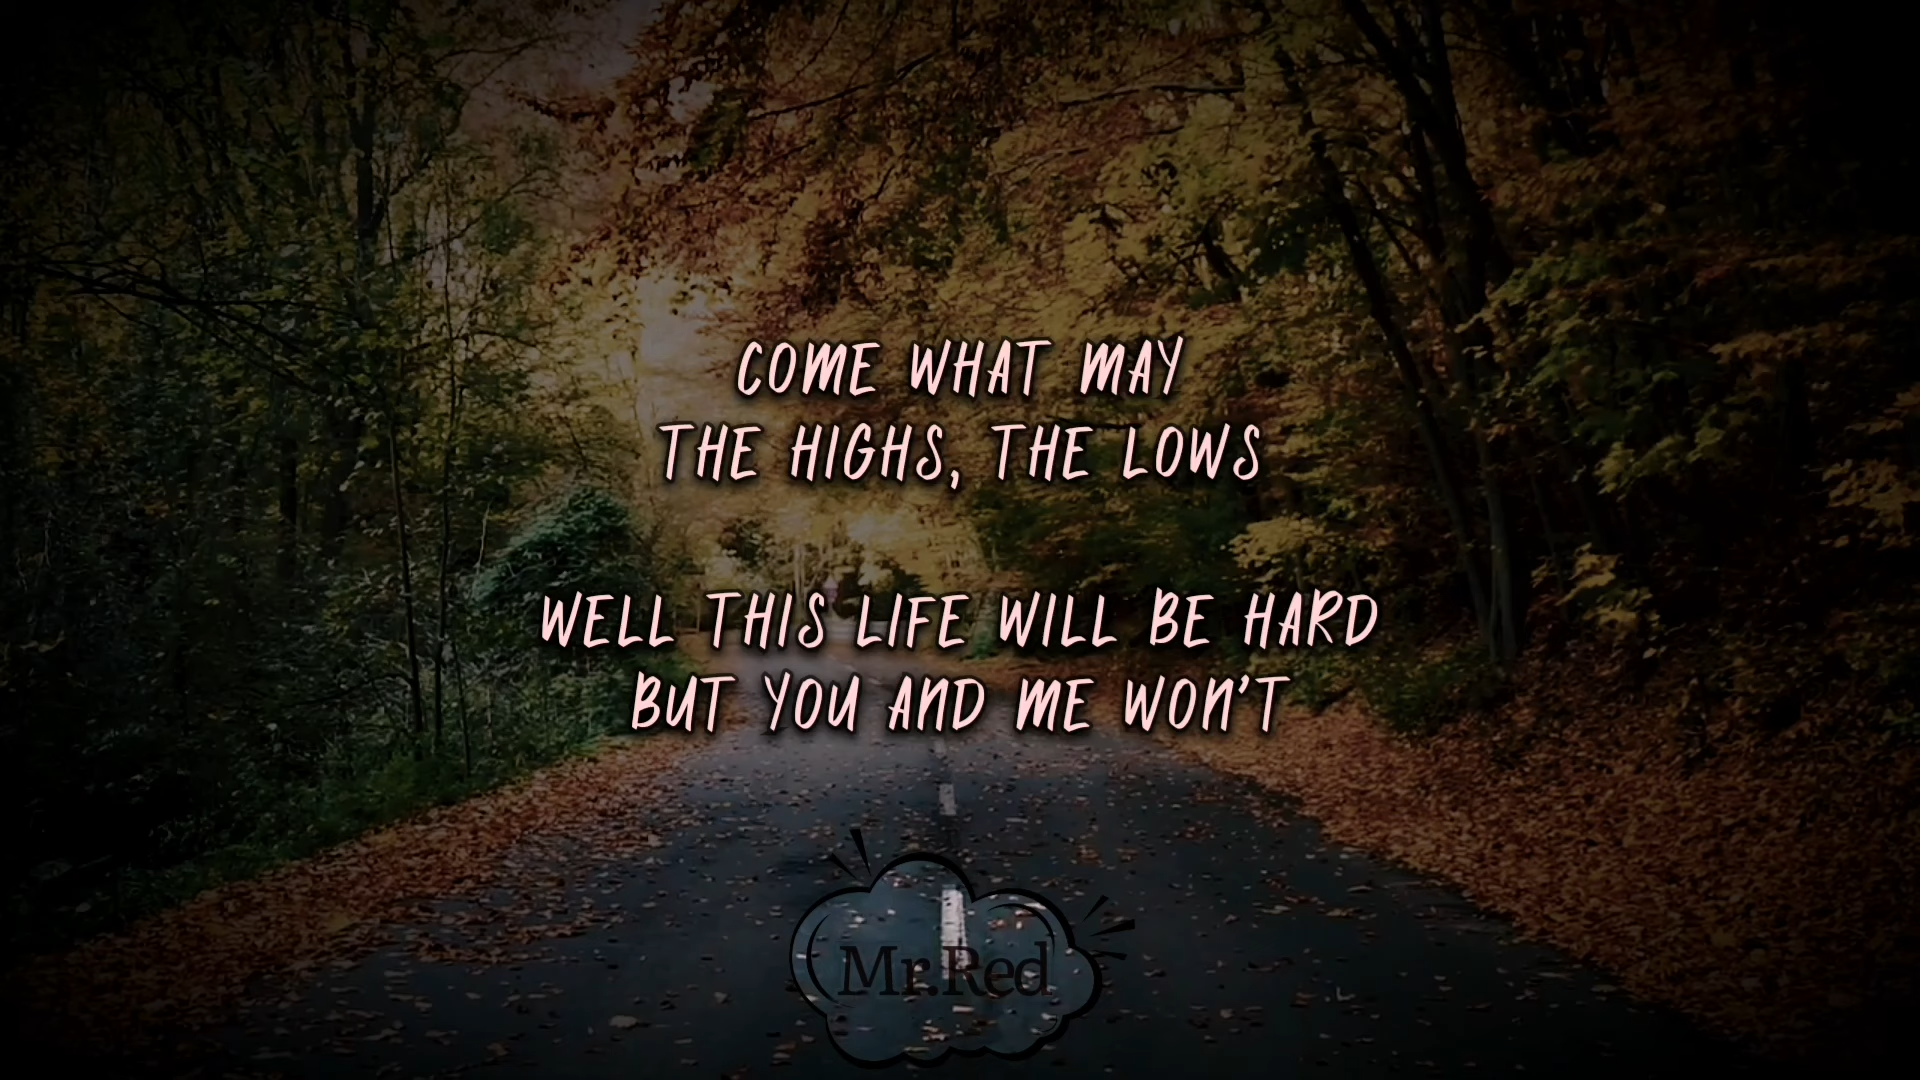 COME WHAT MAY
THE HIGHS, THE LOWS
WELL THIS LIFE WILL BE HARD
BUT YOU AND ME WON'T
Mr.Red